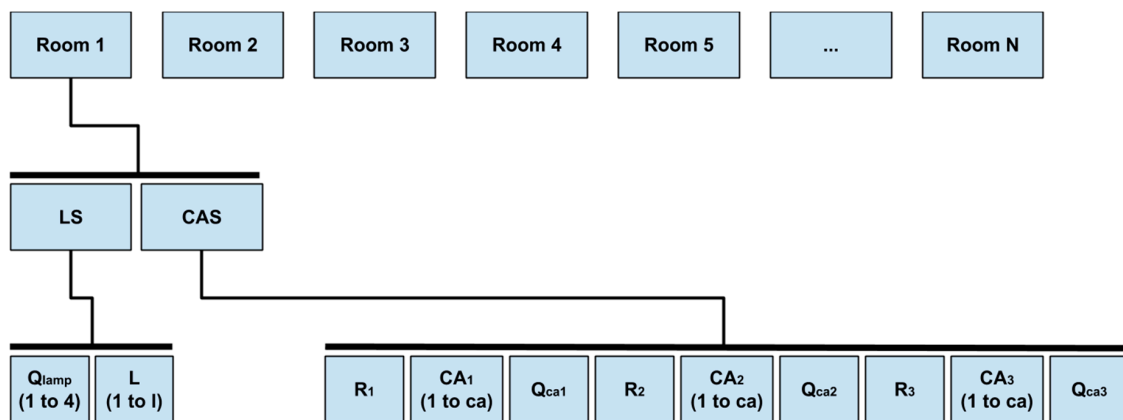 Room 1
Room 2
Room 3
Room 4
Room 5
...
Room N
LS
CAS
Qlamp
(1 to 4)
L
(1 to l)
R1
CA1
(1 to ca)
Qca1
R2
CA2
(1 to ca)
Qca2
R3
CA3
(1 to ca)
Qca3